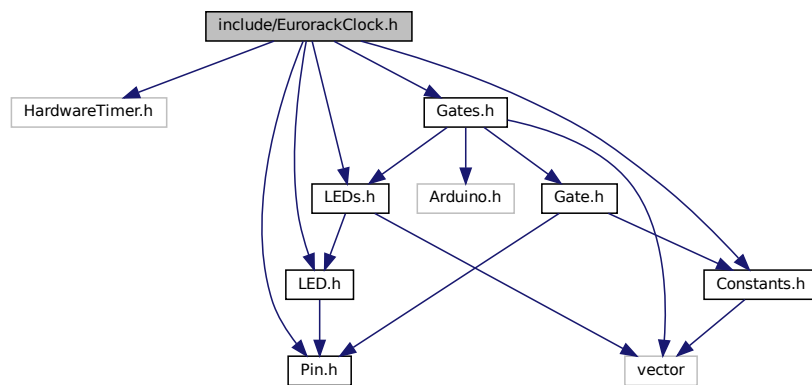 include/EurorackClock.h
HardwareTimer.h
Gates.h
LEDs.h
Arduino.h
Gate.h
LED.h
Constants.h
Pin.h
vector